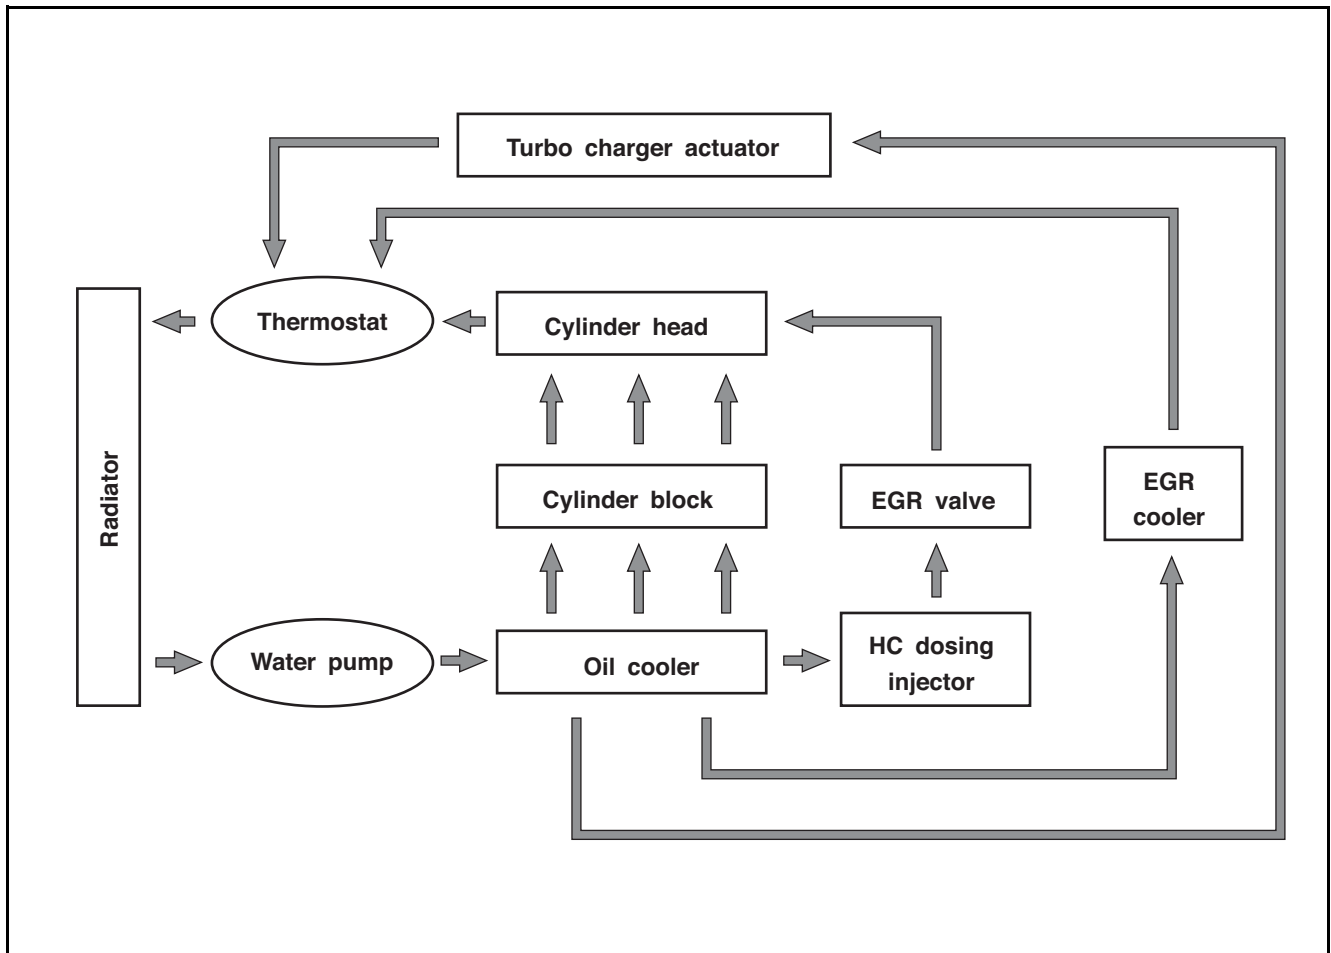 Turbo charger actuator
Thermostat
Cylinder head
Radiator
Cylinder block
EGR valve
EGR
cooler
Water pump
Oil cooler
HC dosing
injector